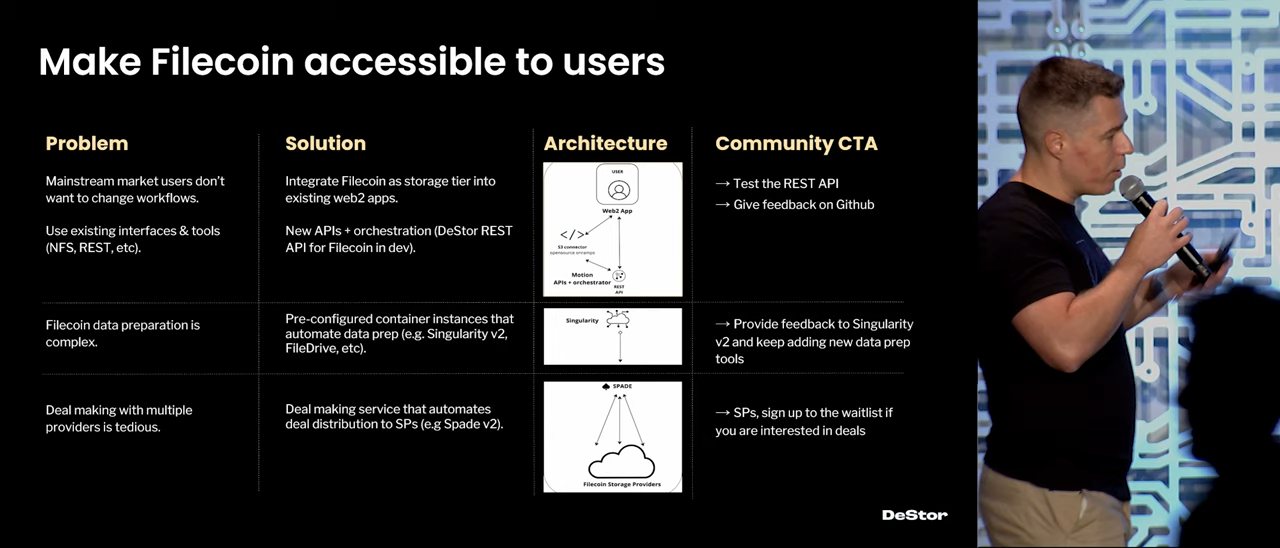 Make Filecoin accessible to users
Problem
Solution
Architecture
Community CTA
Mainstream market users don't
want to change workflows.
Use existing interfaces & tools
(NFS, REST, etc).
Integrate Filecoin as storage tier into
existing web2 apps.
New APIs + orchestration (DeStor REST
API for Filecoin in dev).
USER
Web2 App
</>
S3 connector
opensource onramps
Motion
APIs + orchestrator
REST
API
→ Test the REST API
→ Give feedback on Github
Filecoin data preparation is
complex.
Pre-configured container instances that
automate data prep (e.g. Singularity v2,
FileDrive, etc).
Singularity
→ Provide feedback to Singularity
v2 and keep adding new data prep
tools
Deal making with multiple
providers is tedious.
Deal making service that automates
deal distribution to SPs (e.g Spade v2).
SPADE
Filecoin Storage Providers
→ SPs, sign up to the waitlist if
you are interested in deals
DeStor